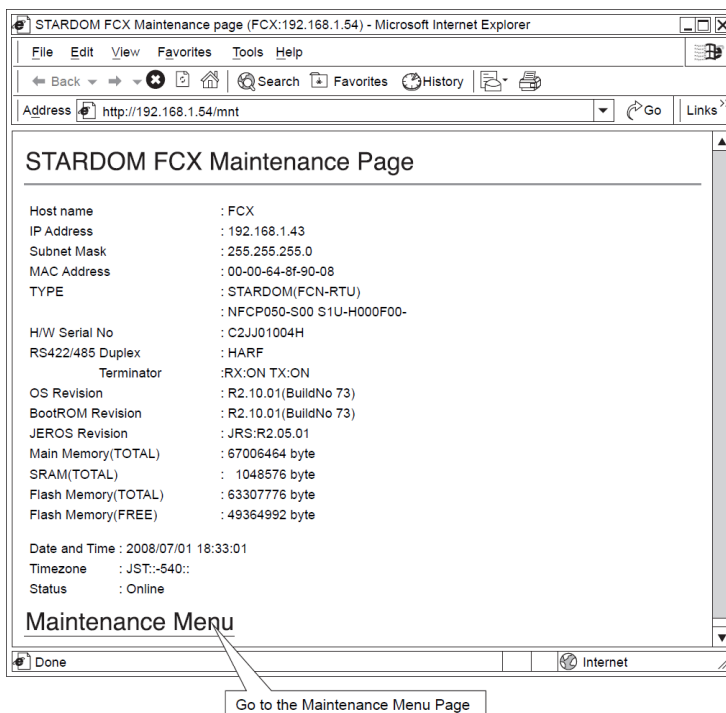 STARDOM FCX Maintenance page (FCX:192.168.1.54) - Microsoft Internet Explorer
File Edit View Favorites Tools Help
Back Search Favorites History
Address http://192.168.1.54/mnt Go Links
STARDOM FCX Maintenance Page
Host name : FCX
IP Address : 192.168.1.43
Subnet Mask : 255.255.255.0
MAC Address : 00-00-64-8f-90-08
TYPE : STARDOM(FCN-RTU)
: NFCP050-S00 S1U-H000F00-
H/W Serial No : C2JJ01004H
RS422/485 Duplex : HARF
Terminator :RX:ON TX:ON
OS Revision : R2.10.01(BuildNo 73)
BootROM Revision : R2.10.01(BuildNo 73)
JEROS Revision : JRS:R2.05.01
Main Memory(TOTAL) : 67006464 byte
SRAM(TOTAL) : 1048576 byte
Flash Memory(TOTAL) : 63307776 byte
Flash Memory(FREE) : 49364992 byte
Date and Time : 2008/07/01 18:33:01
Timezone : JST::-540::
Status : Online
Maintenance Menu
Done Internet
Go to the Maintenance Menu Page